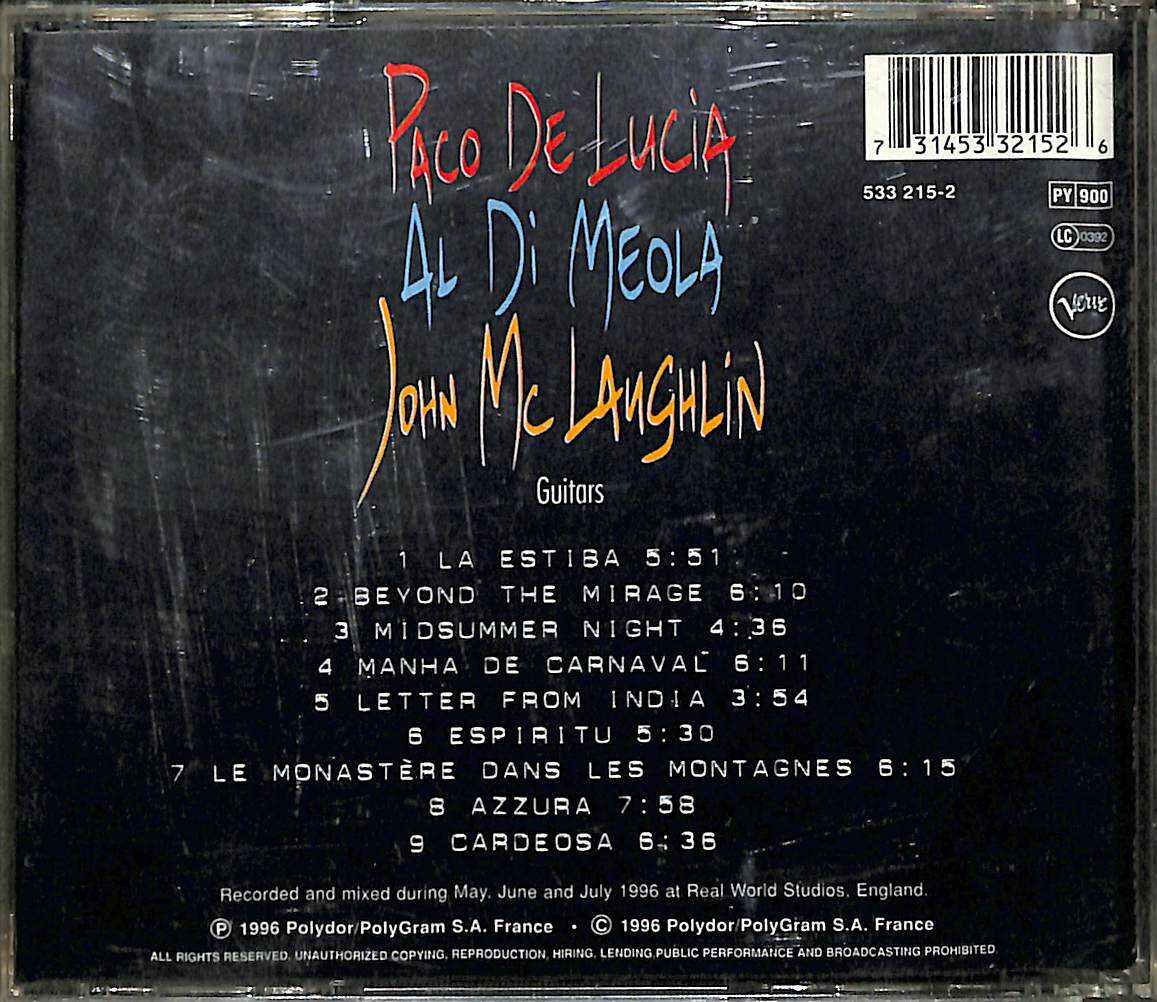 PACO DE LUCIA
AL Di MEOLA
JOHN Mc LAUGHLiN
Guitars
7 31453 32152 6
533 215-2
PY 900
LC 0392
Verve
1 LA ESTIBA 5:51
2 BEYOND THE MIRAGE 6:10
3 MIDSUMMER NIGHT 4:36
4 MANHA DE CARNAVAL 6:11
5 LETTER FROM INDIA 3:54
6 ESPIRITU 5:30
7 LE MONASTÈRE DANS LES MONTAGNES 6:15
8 AZZURA 7:58
9 CARDEOSA 6:36
Recorded and mixed during May, June and July 1996 at Real World Studios, England.
Ⓟ 1996 Polydor/PolyGram S.A. France · © 1996 Polydor/PolyGram S.A. France
ALL RIGHTS RESERVED. UNAUTHORIZED COPYING, REPRODUCTION, HIRING, LENDING,PUBLIC PERFORMANCE AND BROADCASTING PROHIBITED.